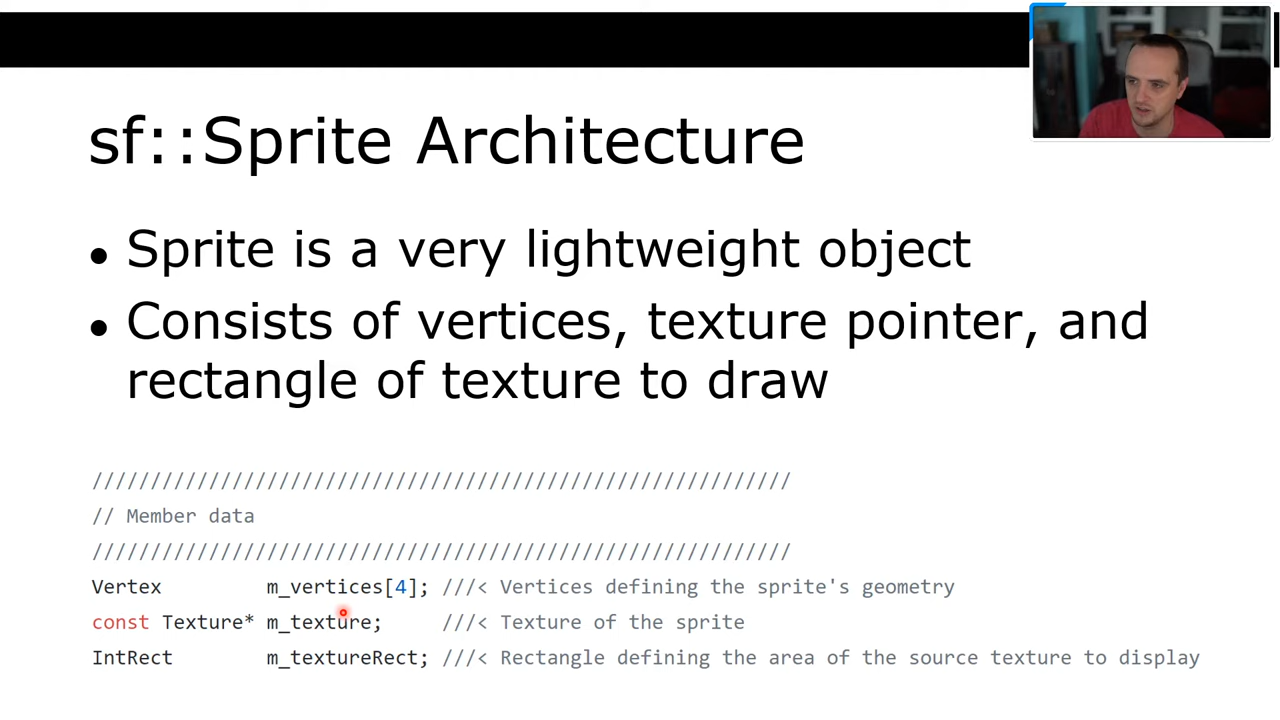 sf::Sprite Architecture
• Sprite is a very lightweight object
• Consists of vertices, texture pointer, and
rectangle of texture to draw
////////////////////////////////////////////////////////////
// Member data
////////////////////////////////////////////////////////////
Vertex         m_vertices[4]; ///< Vertices defining the sprite's geometry
const Texture* m_texture;     ///< Texture of the sprite
IntRect        m_textureRect; ///< Rectangle defining the area of the source texture to display